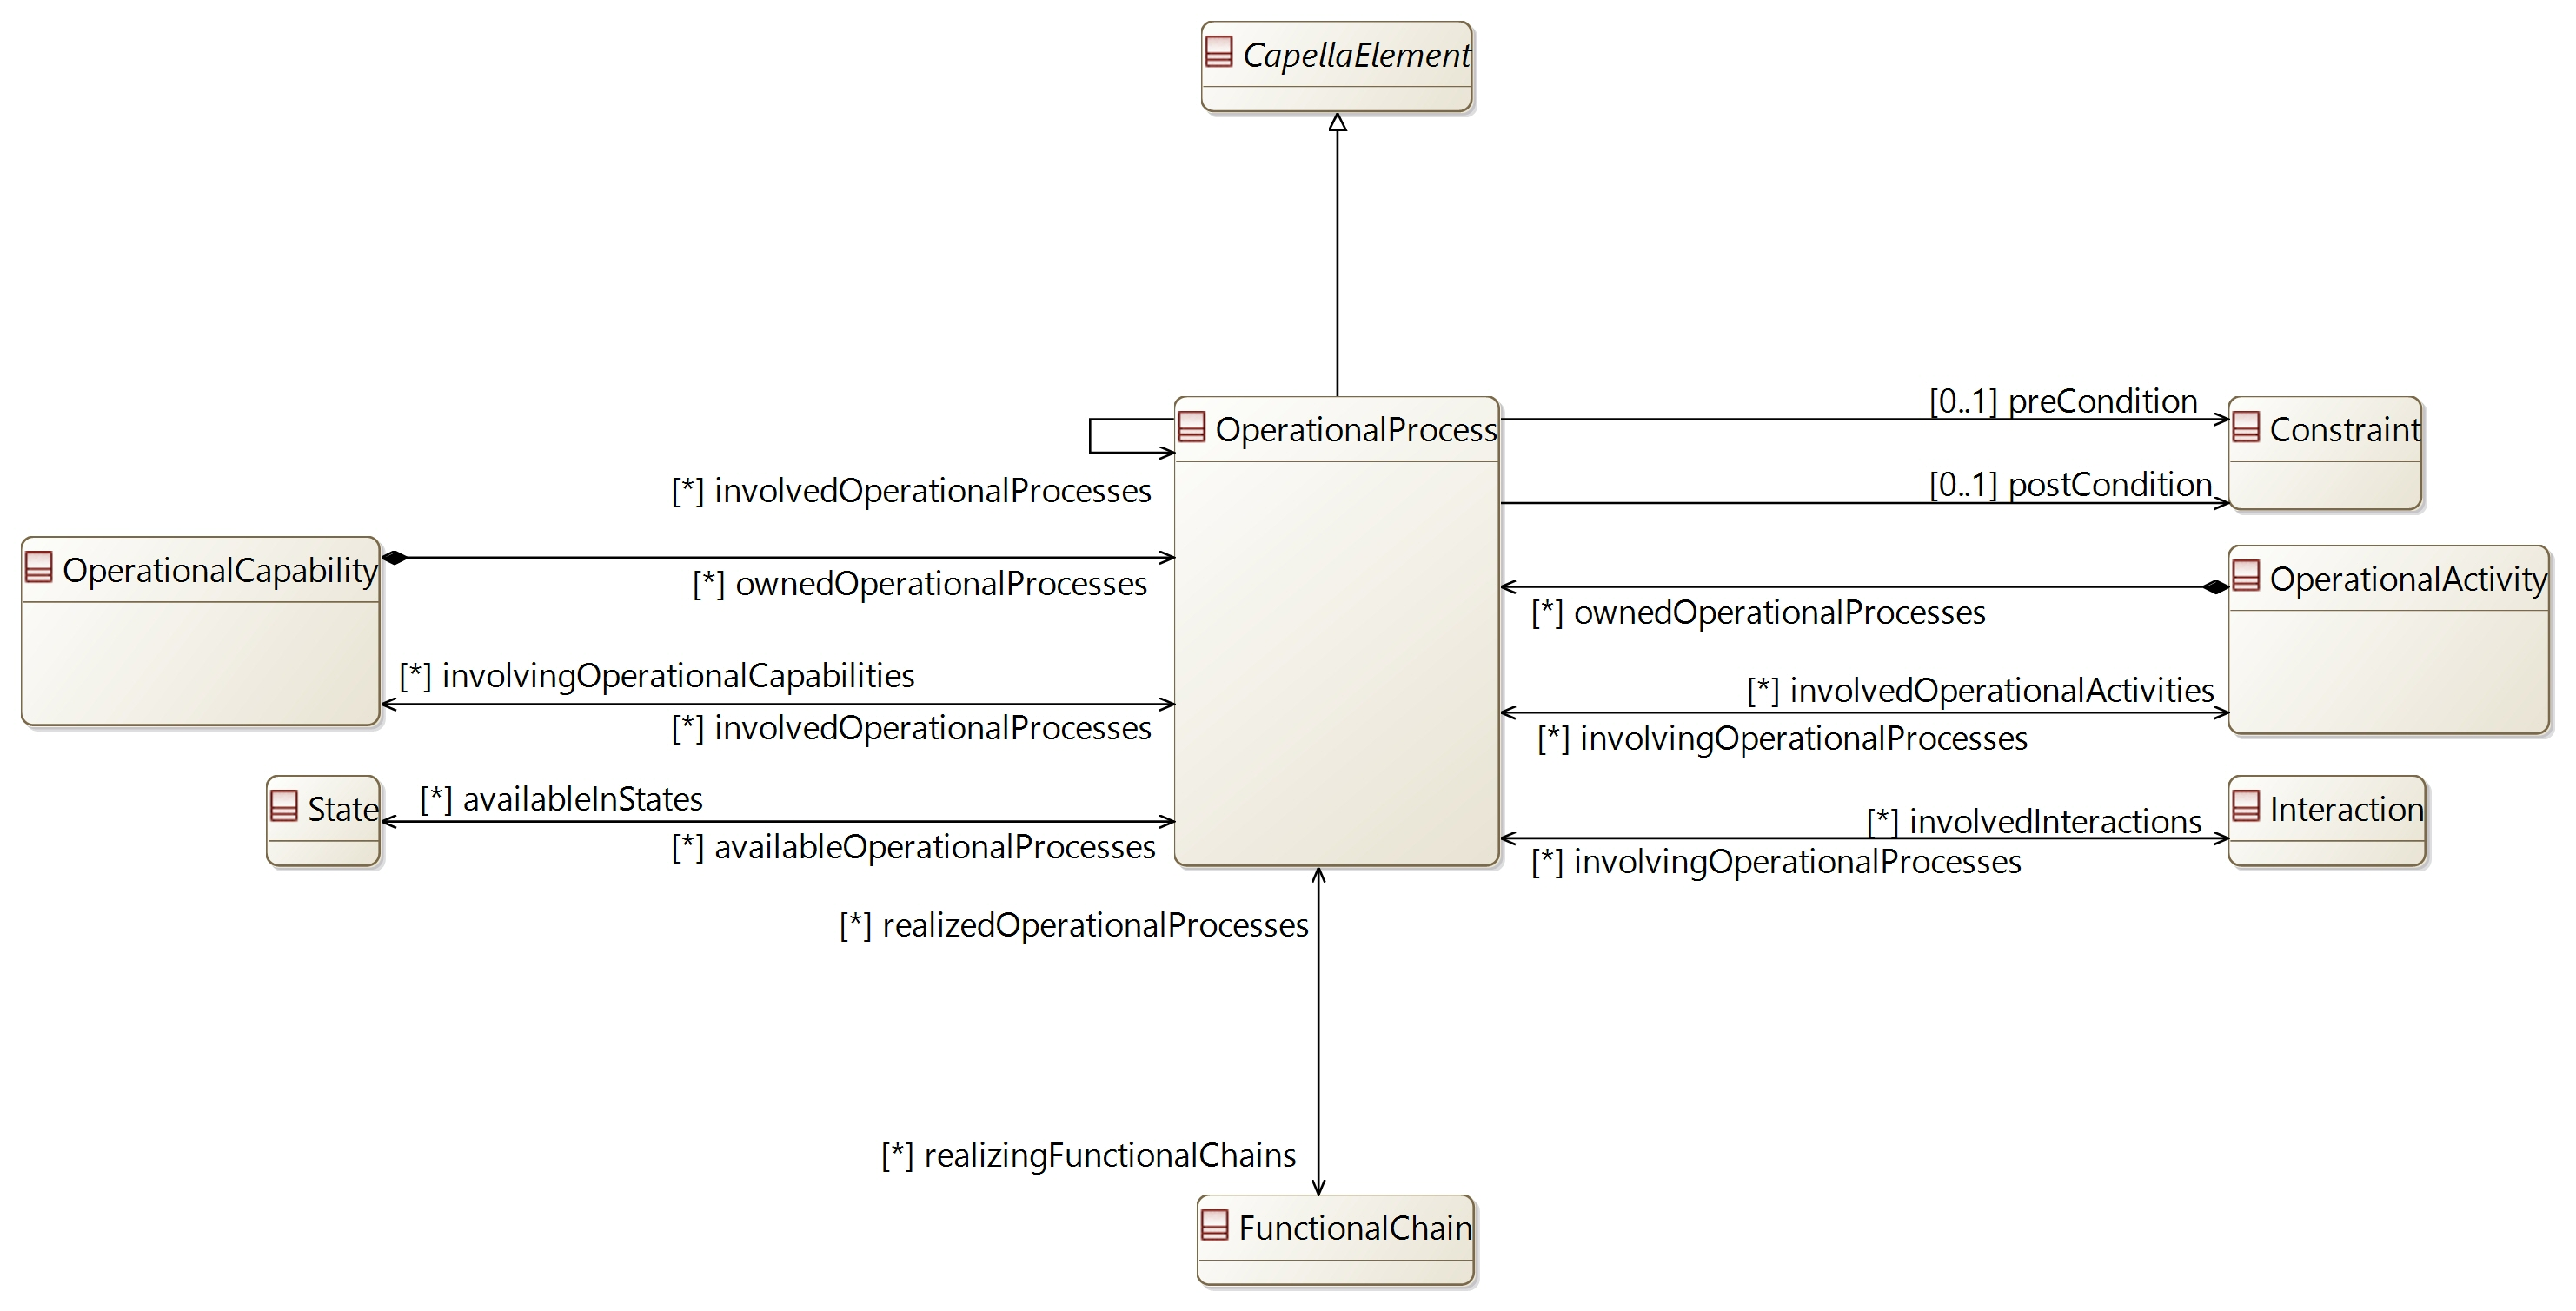 CapellaElement
OperationalProcess
[*] involvedOperationalProcesses
[0..1] preCondition
Constraint
[0..1] postCondition
OperationalCapability
[*] ownedOperationalProcesses
OperationalActivity
[*] ownedOperationalProcesses
[*] involvingOperationalCapabilities
[*] involvedOperationalProcesses
[*] involvedOperationalActivities
[*] involvingOperationalProcesses
State
[*] availableInStates
[*] availableOperationalProcesses
Interaction
[*] involvedInteractions
[*] involvingOperationalProcesses
[*] realizedOperationalProcesses
[*] realizingFunctionalChains
FunctionalChain